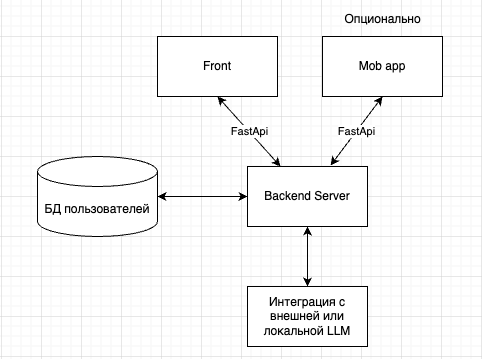 Опционально
Front
Mob app
FastApi
FastApi
БД пользователей
Backend Server
Интеграция с
внешней или
локальной LLM